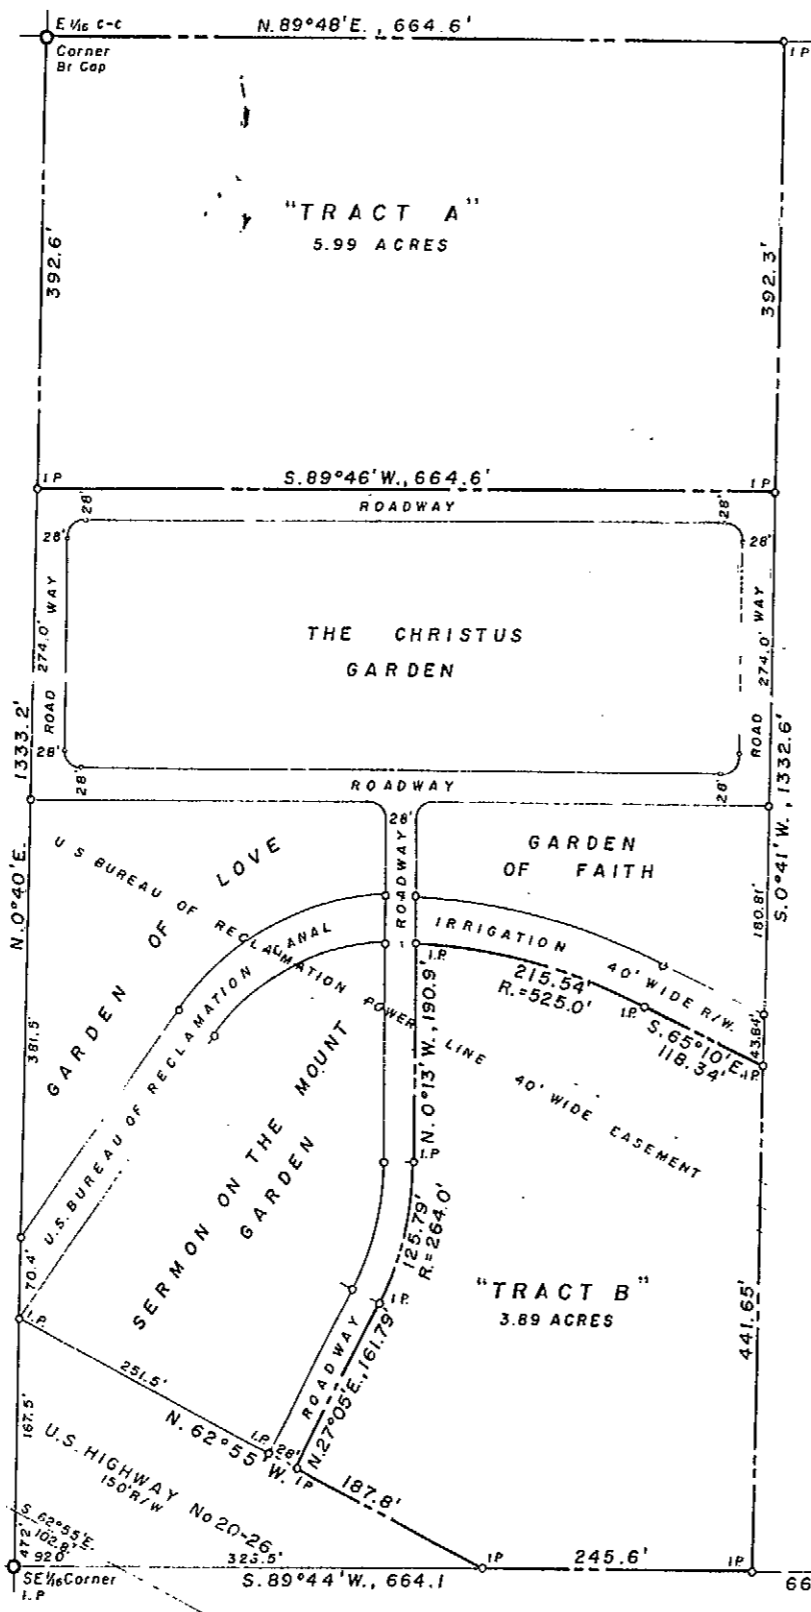 E 1/16 C-C
N. 89°48'E. , 664.6'
Corner
Br Cap
I P
"TRACT A"
5.99 ACRES
392.6'
392.3'
I P
S. 89°46'W., 664.6'
I P
28'
ROADWAY
28'
28'
28'
274.0'
WAY
ROAD
THE CHRISTUS
GARDEN
274.0'
WAY
ROAD
28'
28'
28'
ROADWAY
1333.2'
N. 0°40'E.
S. 0°41'W. , 1332.6'
28'
ROADWAY
GARDEN
OF FAITH
GARDEN OF LOVE
U S BUREAU OF RECLAMATION POWER LINE 40' WIDE EASEMENT
180.81'
IRRIGATION 40' WIDE R/W.
U.S. BUREAU OF RECLAMATION CANAL
I.P.
215.54'
R.=525.0'
I.P.
S. 65°10'E.
118.34'
43.84'
I.P.
381.5'
N. 0°13'W., 190.9'
I.P
SERMON ON THE MOUNT
GARDEN
125.79'
R.=264.0'
70.4'
I.P.
I P.
"TRACT B"
3.89 ACRES
441.65'
251.5'
ROADWAY
N. 27°05'E., 161.79'
N. 62°55' W.
I.P
28'
I P
187.8'
167.5'
U.S. HIGHWAY No 20-26
150' R/W
S. 62°55'E.
102.8'
92.0'
472'
323.5'
I P
245.6'
I P
SE 1/16 Corner
I.P
S. 89°44'W., 664.1
66